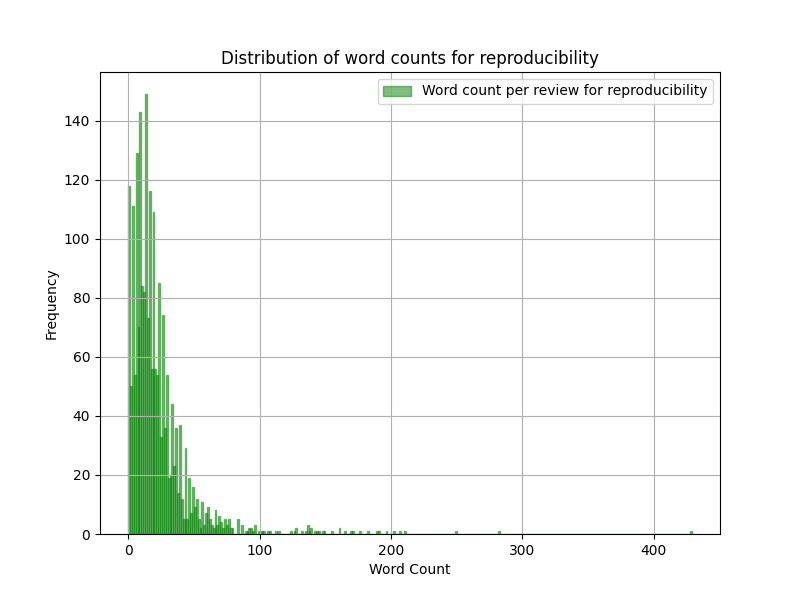 Distribution of word counts for reproducibility
Word count per review for reproducibility
140
120
100
80
60
40
20
0
Frequency
0 100 200 300 400
Word Count